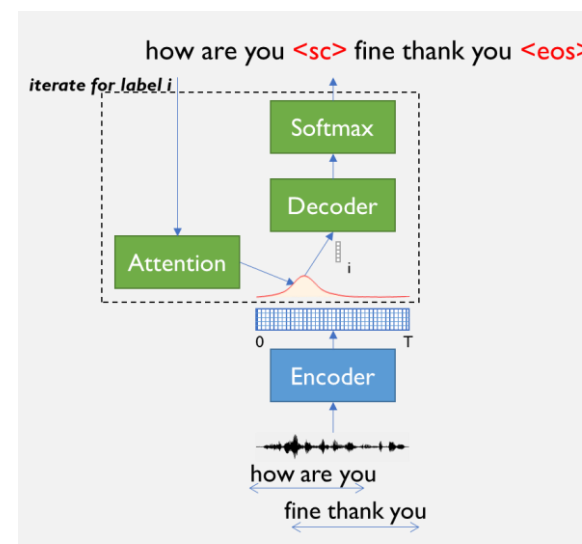 how are you <sc> fine thank you <eos>
iterate for label i
Softmax
Decoder
Attention
i
0
T
Encoder
how are you
fine thank you